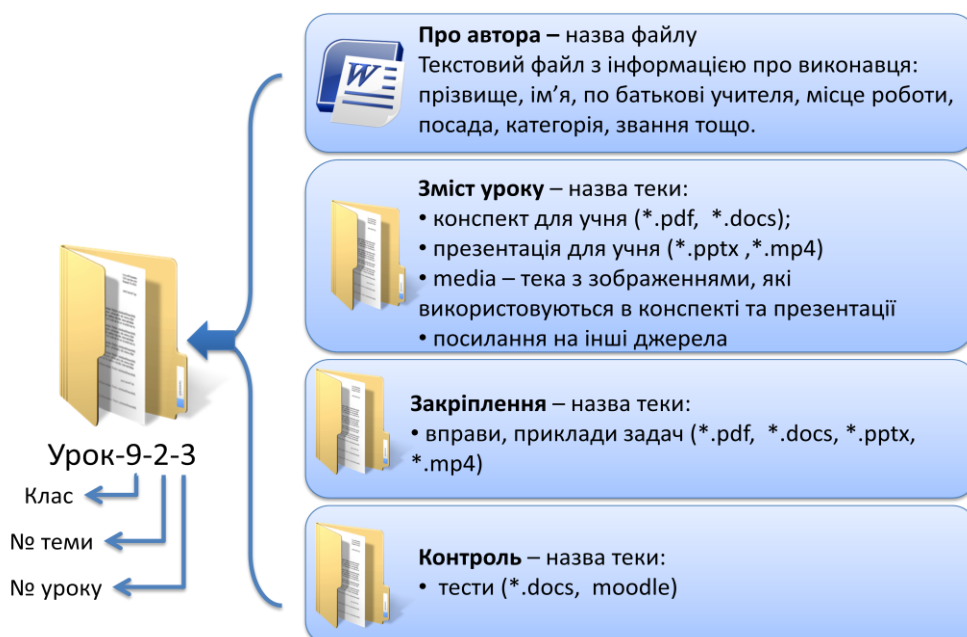 Про автора – назва файлу
Текстовий файл з інформацією про виконавця:
прізвище, ім’я, по батькові учителя, місце роботи,
посада, категорія, звання тощо.
Зміст уроку – назва теки:
• конспект для учня (*.pdf, *.docs);
• презентація для учня (*.pptx ,*.mp4)
• media – тека з зображеннями, які
використовуються в конспекті та презентації
• посилання на інші джерела
Закріплення – назва теки:
• вправи, приклади задач (*.pdf, *.docs, *.pptx,
*.mp4)
Контроль – назва теки:
• тести (*.docs, moodle)
Урок-9-2-3
Клас
№ теми
№ уроку